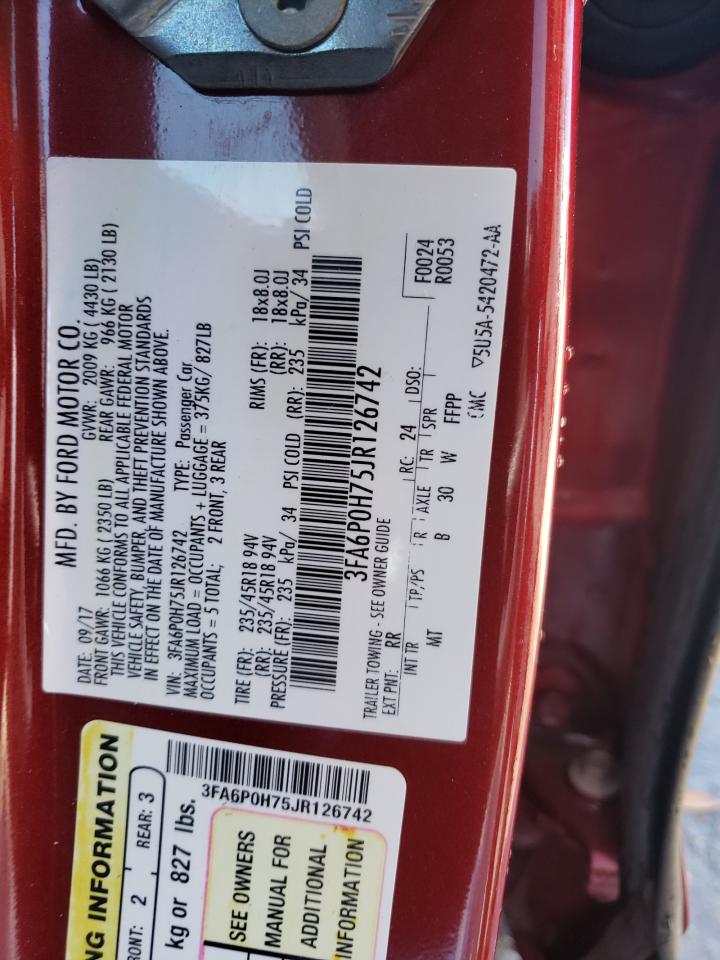 MFD. BY FORD MOTOR CO.
DATE: 09/17 GVWR: 2009 KG ( 4430 LB)
FRONT GAWR: 1066 KG ( 2350 LB) REAR GAWR: 966 KG ( 2130 LB)
THIS VEHICLE CONFORMS TO ALL APPLICABLE FEDERAL MOTOR
VEHICLE SAFETY, BUMPER, AND THEFT PREVENTION STANDARDS
IN EFFECT ON THE DATE OF MANUFACTURE SHOWN ABOVE.
VIN: 3FA6P0H75JR126742 TYPE: Passenger Car
MAXIMUM LOAD = OCCUPANTS + LUGGAGE = 375KG/ 827LB
OCCUPANTS = 5 TOTAL; 2 FRONT, 3 REAR
TIRE (FR): 235/45R18 94V RIMS (FR): 18x8.0J
(RR): 235/45R18 94V (RR): 18x8.0J
PRESSURE (FR): 235 kPa/ 34 PSI COLD (RR): 235 kPa/ 34 PSI COLD
3FA6P0H75JR126742
TRAILER TOWING - SEE OWNER GUIDE
EXT PNT: RR RC: 24 DSO: F0024
R0053
INT TR TP/PS R AXLE TR SPR
MT B 30 W FFPP
CMC ▽5U5A-5420472-AA
NG INFORMATION
RONT: 2 REAR: 3
kg or 827 lbs.
3FA6P0H75JR126742
SEE OWNERS
MANUAL FOR
ADDITIONAL
INFORMATION